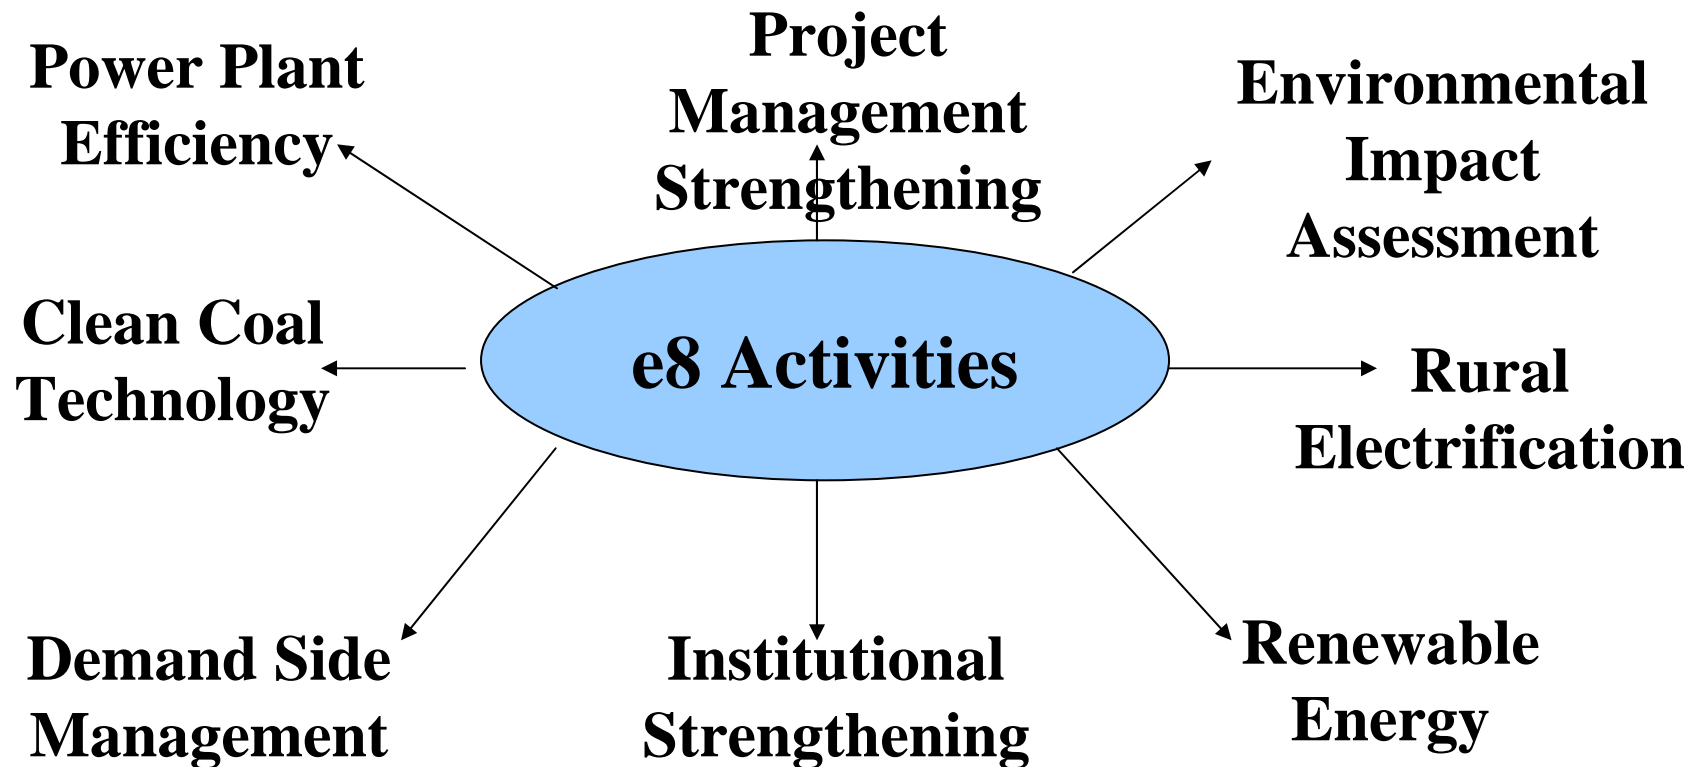 Power Plant
Efficiency
Project
Management
Strengthening
Environmental
Impact
Assessment
Clean Coal
Technology
e8 Activities
Rural
Electrification
Demand Side
Management
Institutional
Strengthening
Renewable
Energy